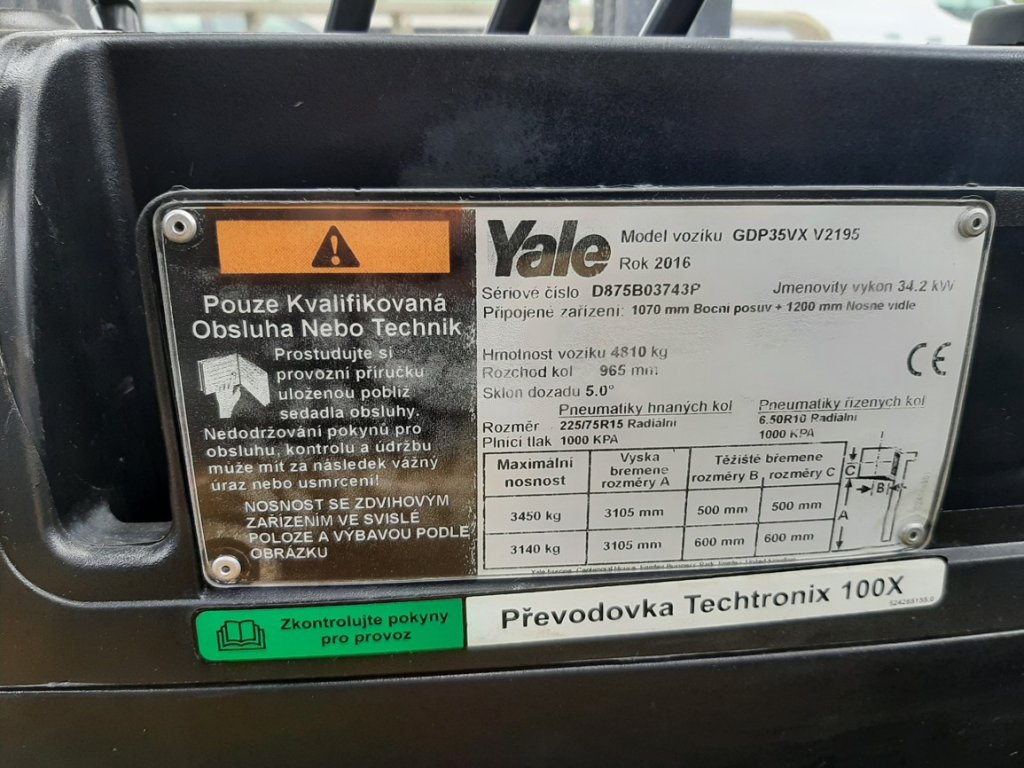 Pouze Kvalifikovaná
Obsluha Nebo Technik
Prostudujte si
provozní příručku
uloženou poblíž
sedadla obsluhy.
Nedodržování pokynů pro
obsluhu, kontrolu a údržbu
může mít za následek vážný
úraz nebo usmrcení!
NOSNOST SE ZDVIHOVÝM
ZAŘÍZENÍM VE SVISLÉ
POLOZE A VÝBAVOU PODLE
OBRÁZKU
Yale
Model vozíku GDP35VX V2195
Rok 2016
Sériové číslo D875B03743P Jmenovitý výkon 34.2 kW
Připojené zařízení: 1070 mm Bocni posuv + 1200 mm Nosne vidle
Hmotnost vozíku 4810 kg
Rozchod kol 965 mm
CE
Sklon dozadu 5.0°
Pneumatiky hnaných kol Pneumatiky řízených kol
Rozměr 225/75R15 Radiální 6.50R10 Radiální
Plnicí tlak 1000 KPA 1000 KPA
Maximální nosnost Výška břemene rozměry A Těžiště břemene rozměry B rozměry C
3450 kg 3105 mm 500 mm 500 mm
3140 kg 3105 mm 600 mm 600 mm
C
B
A
Zkontrolujte pokyny
pro provoz
Převodovka Techtronix 100X